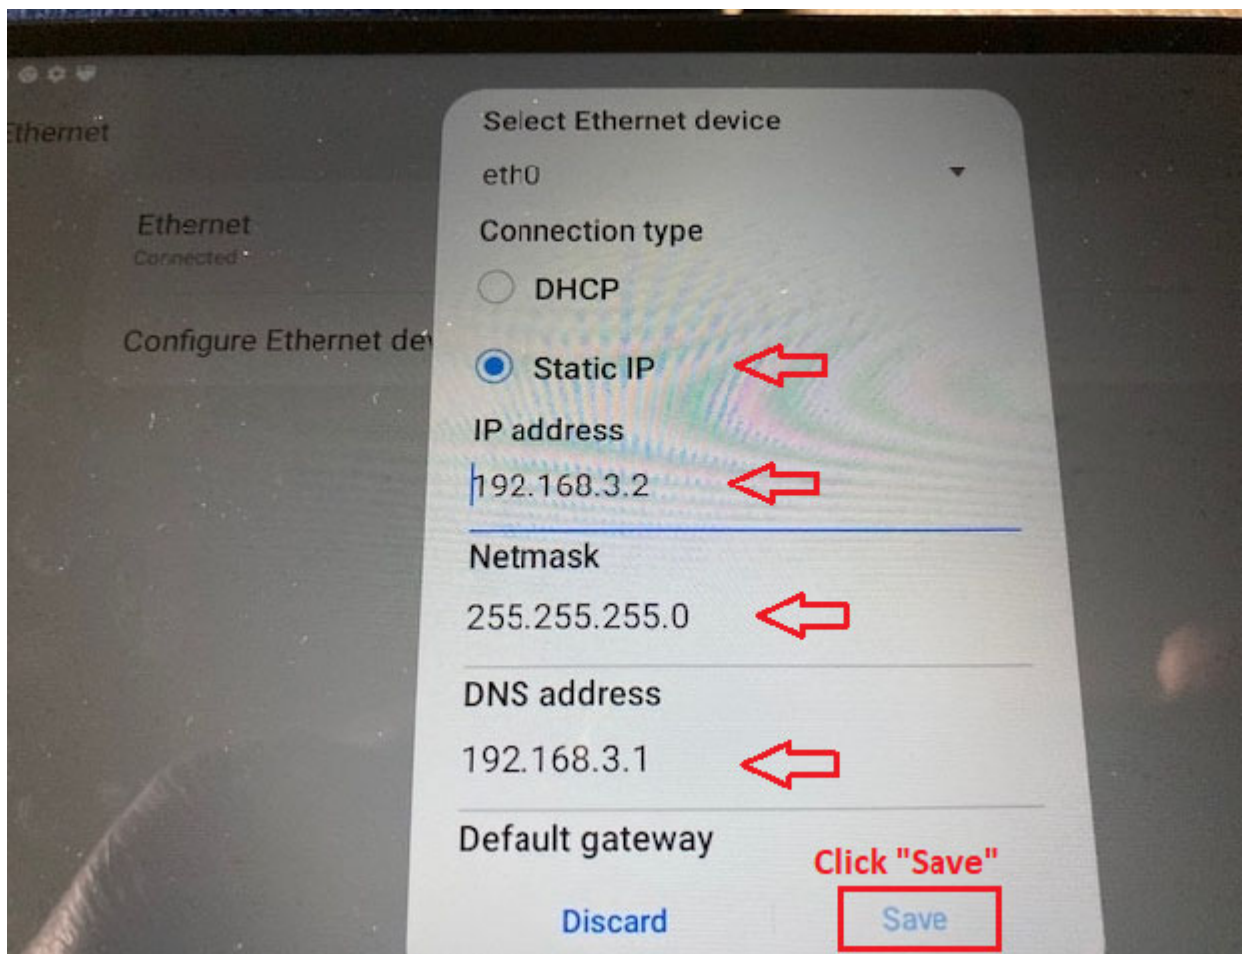 Ethernet
Select Ethernet device
eth0
Ethernet
Connected
Connection type
DHCP
Configure Ethernet dev
Static IP
IP address
192.168.3.2
Netmask
255.255.255.0
DNS address
192.168.3.1
Default gateway
Click "Save"
Discard
Save